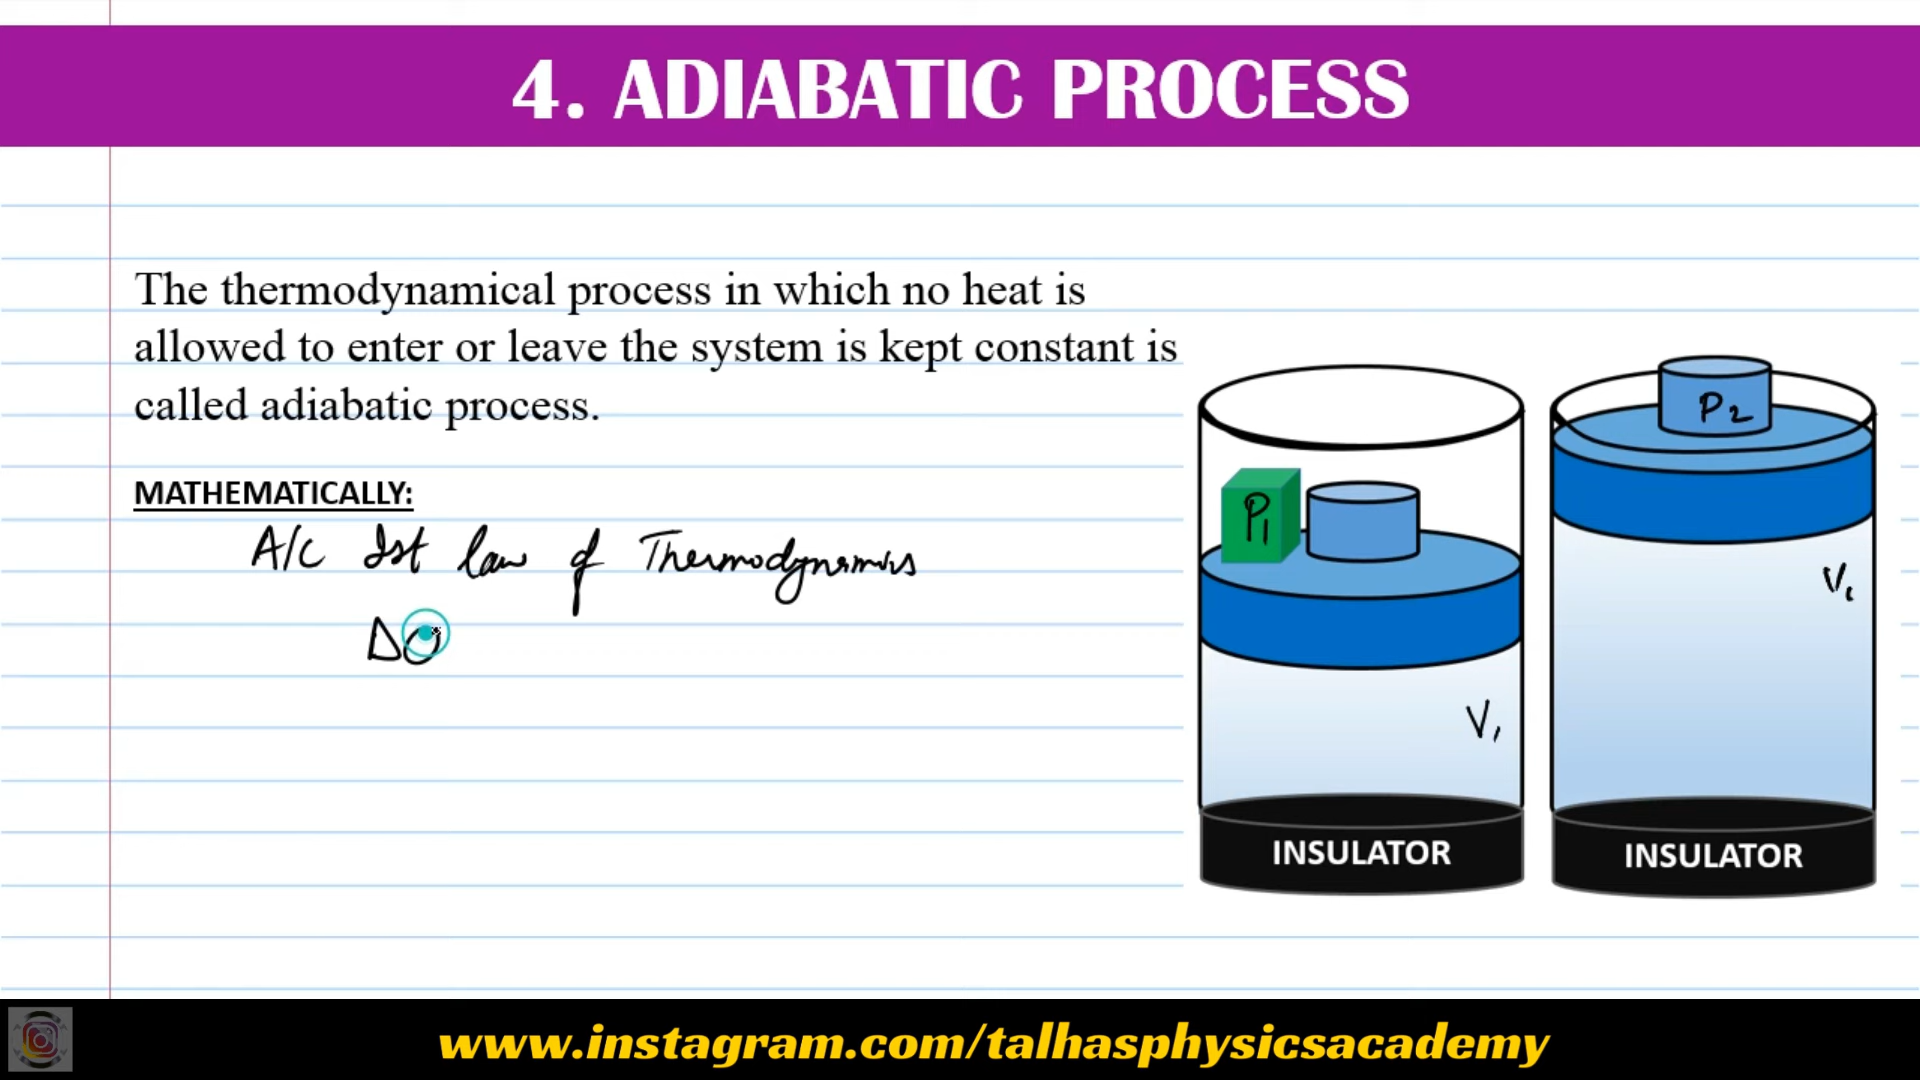 4. ADIABATIC PROCESS
The thermodynamical process in which no heat is
allowed to enter or leave the system is kept constant is
called adiabatic process.
MATHEMATICALLY:
A/C Ist law of Thermodynamics
ΔQ
P1
V1
INSULATOR
P2
INSULATOR
www.instagram.com/talhasphysicsacademy